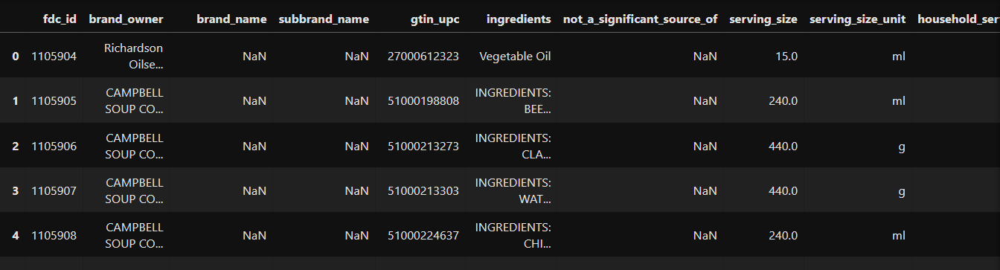 fdc_id brand_owner brand_name subbrand_name gtin_upc ingredients not_a_significant_source_of serving_size serving_size_unit household_ser
0 1105904 Richardson Oilse... NaN NaN 27000612323 Vegetable Oil NaN 15.0 ml
1 1105905 CAMPBELL SOUP CO... NaN NaN 51000198808 INGREDIENTS: BEE... NaN 240.0 ml
2 1105906 CAMPBELL SOUP CO... NaN NaN 51000213273 INGREDIENTS: CLA... NaN 440.0 g
3 1105907 CAMPBELL SOUP CO... NaN NaN 51000213303 INGREDIENTS: WAT... NaN 440.0 g
4 1105908 CAMPBELL SOUP CO... NaN NaN 51000224637 INGREDIENTS: CHI... NaN 240.0 ml